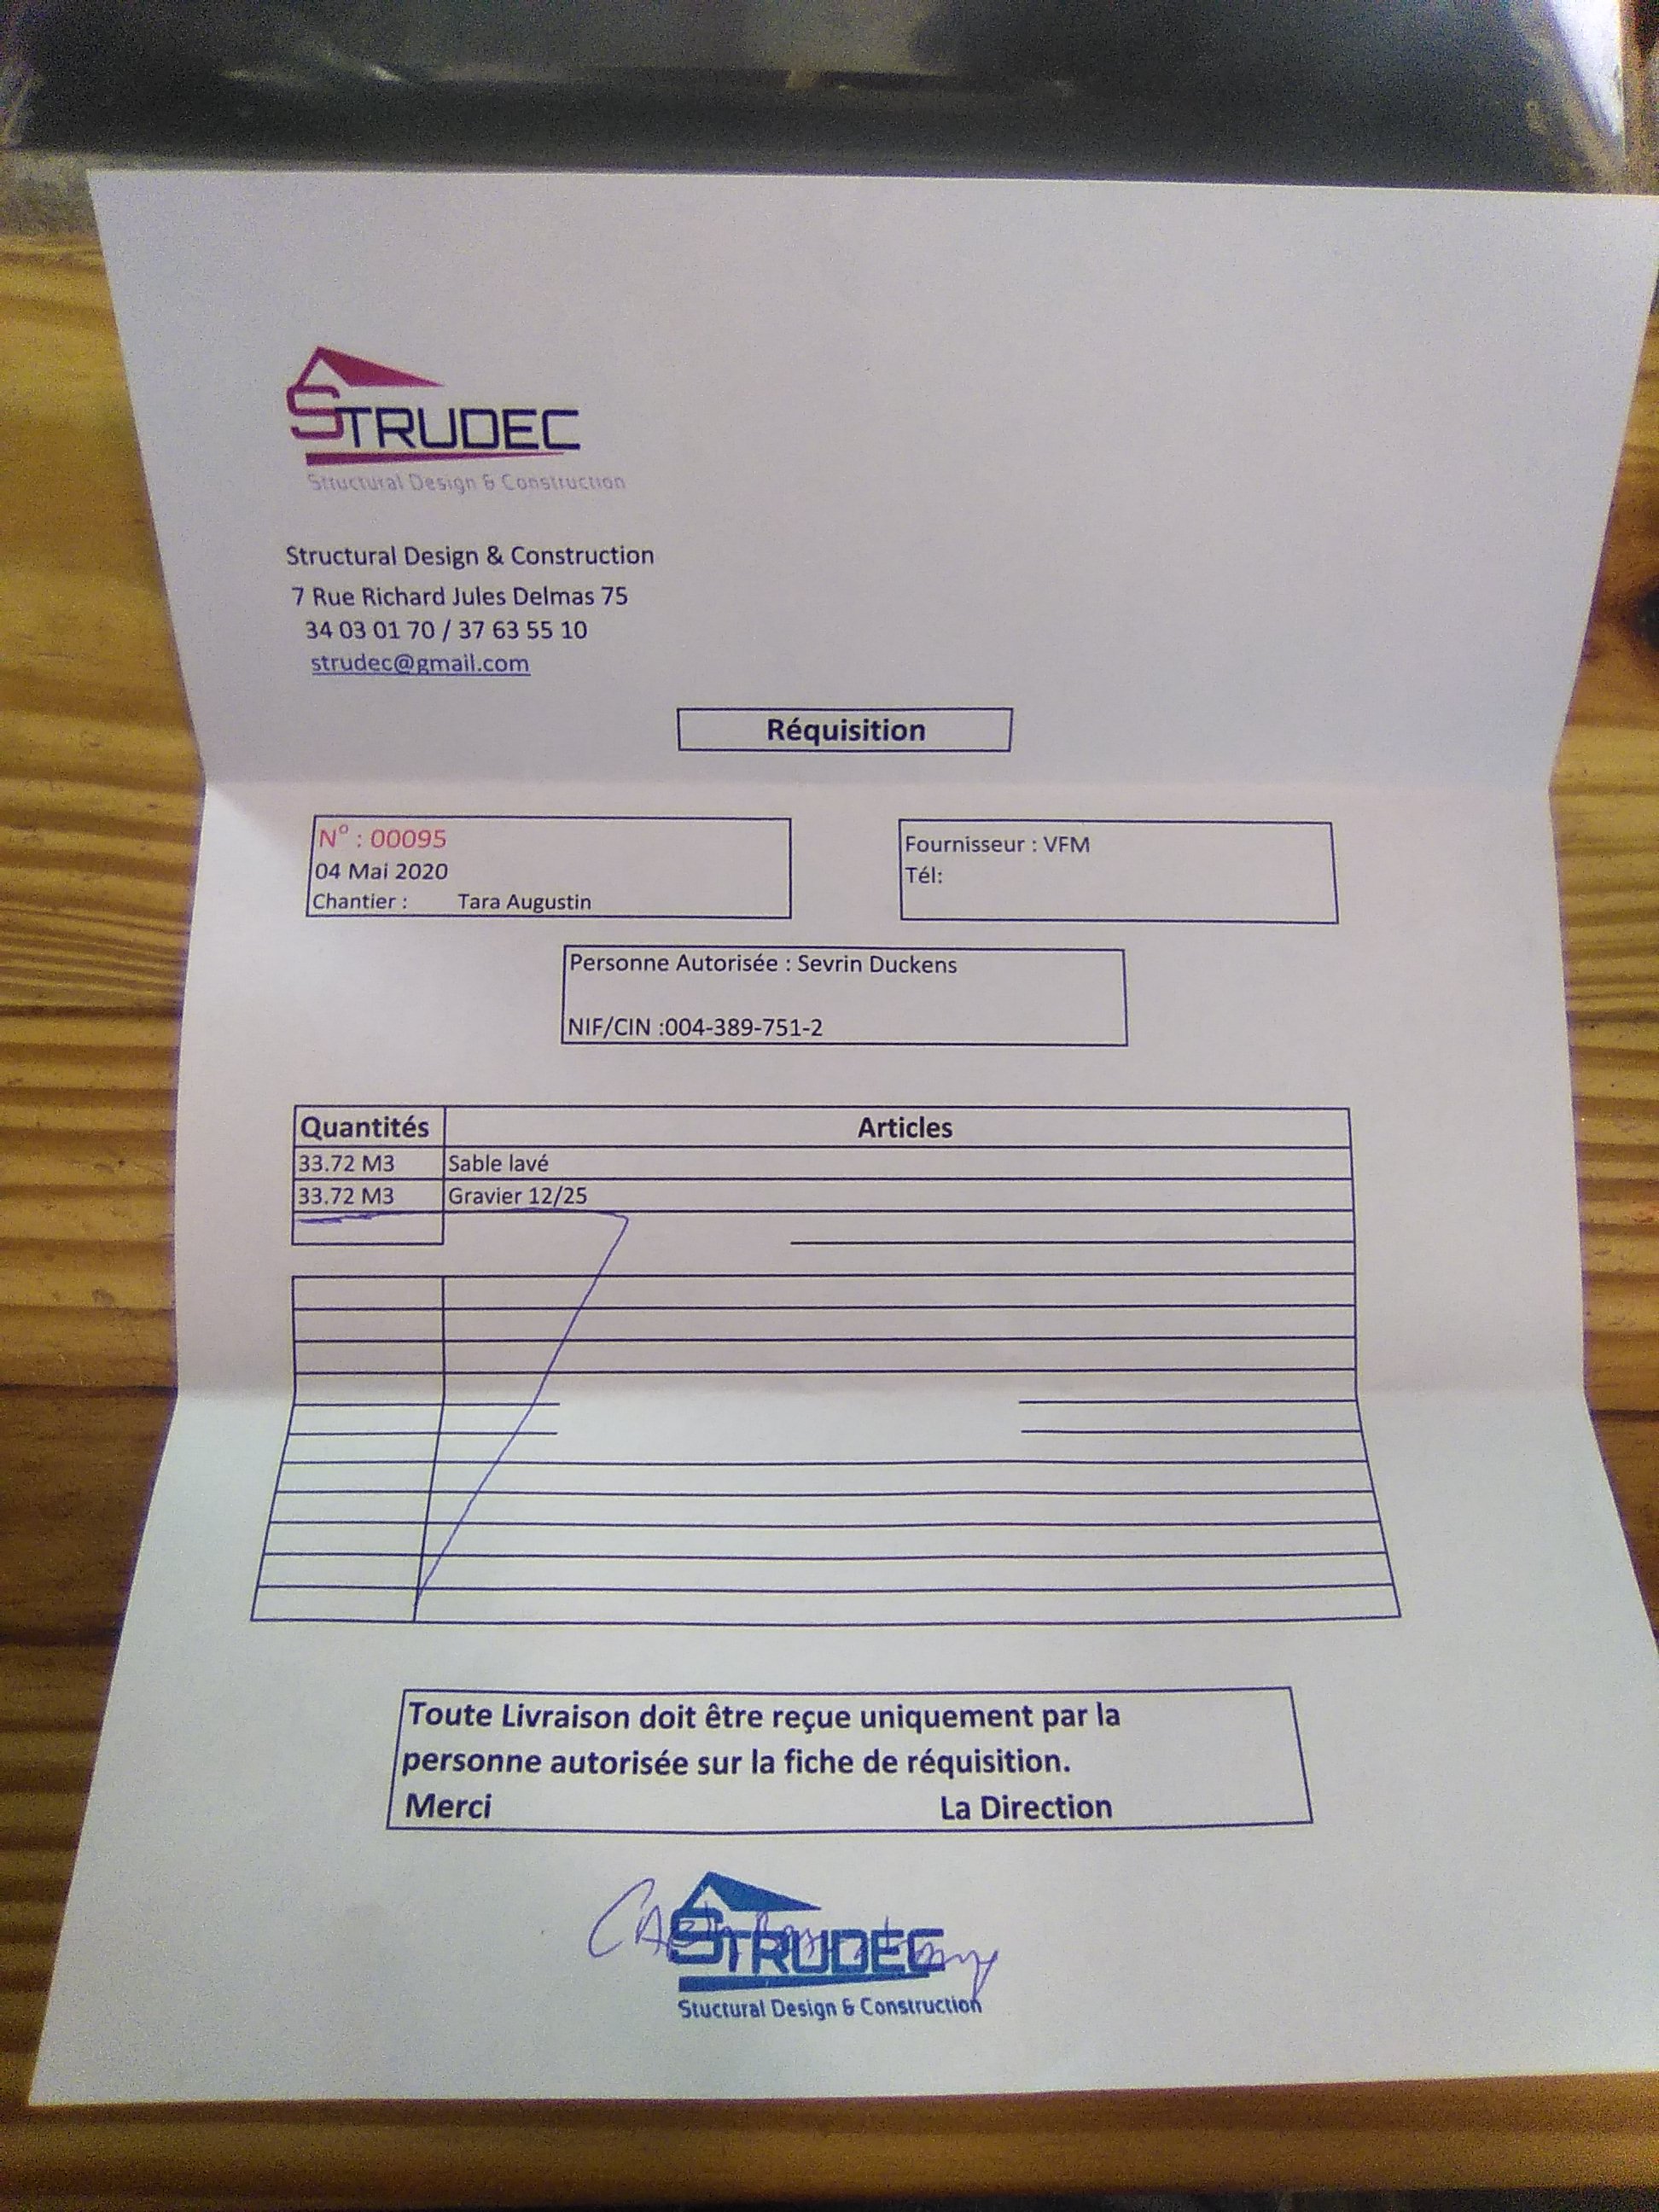 STRUDEC
Structural Design & Construction
Structural Design & Construction
7 Rue Richard Jules Delmas 75
34 03 01 70 / 37 63 55 10
strudec@gmail.com
Réquisition
N° : 00095
04 Mai 2020
Chantier : Tara Augustin
Fournisseur : VFM
Tél:
Personne Autorisée : Sevrin Duckens
NIF/CIN :004-389-751-2
Quantités Articles
33.72 M3 Sable lavé
33.72 M3 Gravier 12/25
Toute Livraison doit être reçue uniquement par la
personne autorisée sur la fiche de réquisition.
Merci La Direction
STRUDEC
Stuctural Design & Construction